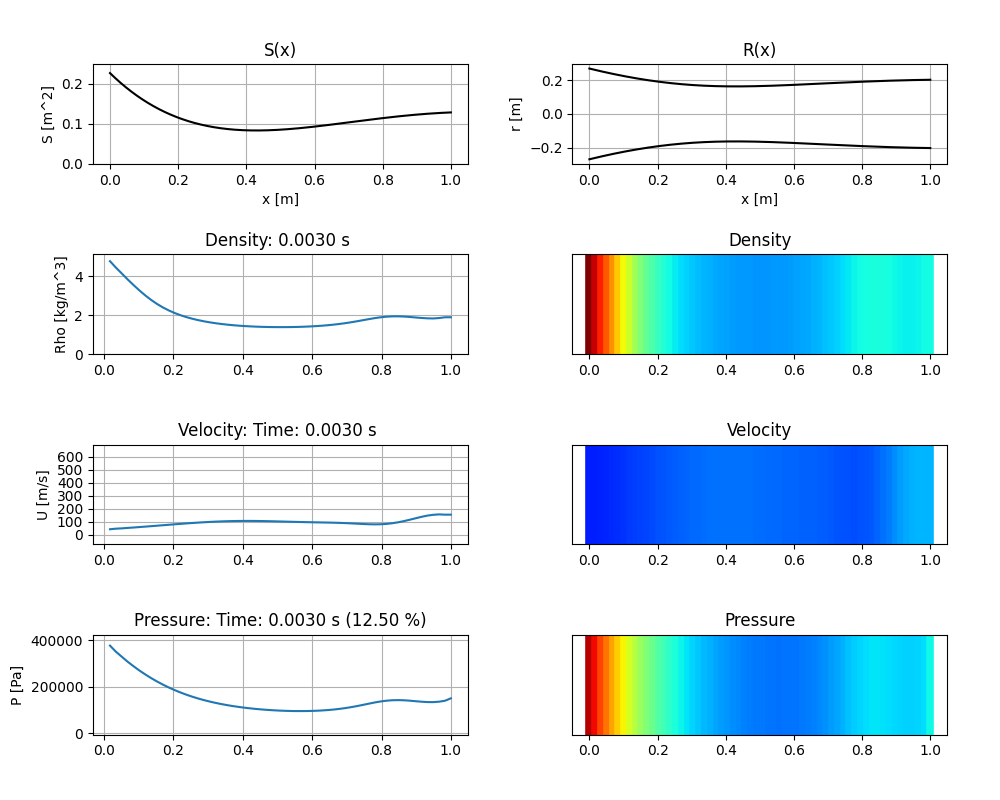 S(x)
S [m^2]
0.2
0.1
0.0
0.0 0.2 0.4 0.6 0.8 1.0
x [m]
R(x)
r [m]
0.2
0.0
−0.2
0.0 0.2 0.4 0.6 0.8 1.0
x [m]
Density: 0.0030 s
Rho [kg/m^3]
4
2
0
0.0 0.2 0.4 0.6 0.8 1.0
Density
0.0 0.2 0.4 0.6 0.8 1.0
Velocity: Time: 0.0030 s
U [m/s]
600
500
400
300
200
100
0
0.0 0.2 0.4 0.6 0.8 1.0
Velocity
0.0 0.2 0.4 0.6 0.8 1.0
Pressure: Time: 0.0030 s (12.50 %)
P [Pa]
400000
200000
0
0.0 0.2 0.4 0.6 0.8 1.0
Pressure
0.0 0.2 0.4 0.6 0.8 1.0